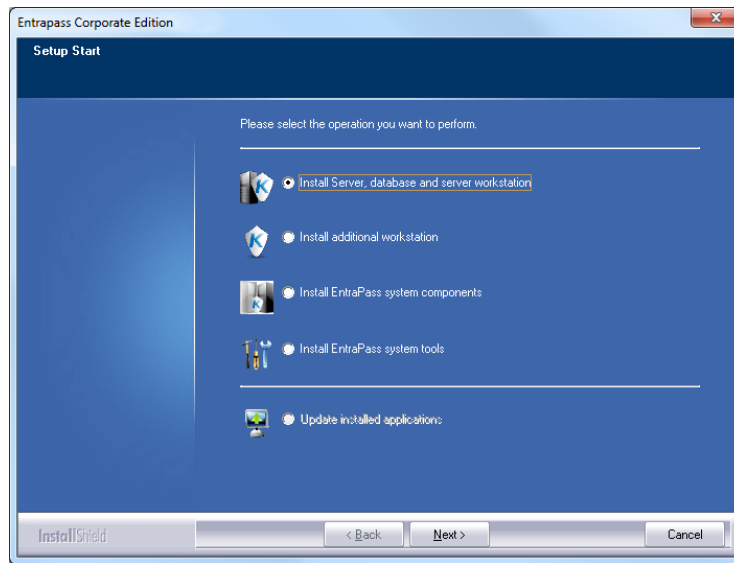 Entrapass Corporate Edition
Setup Start
Please select the operation you want to perform.
Install Server, database and server workstation
Install additional workstation
Install EntraPass system components
Install EntraPass system tools
Update installed applications
InstallShield
< Back Next > Cancel